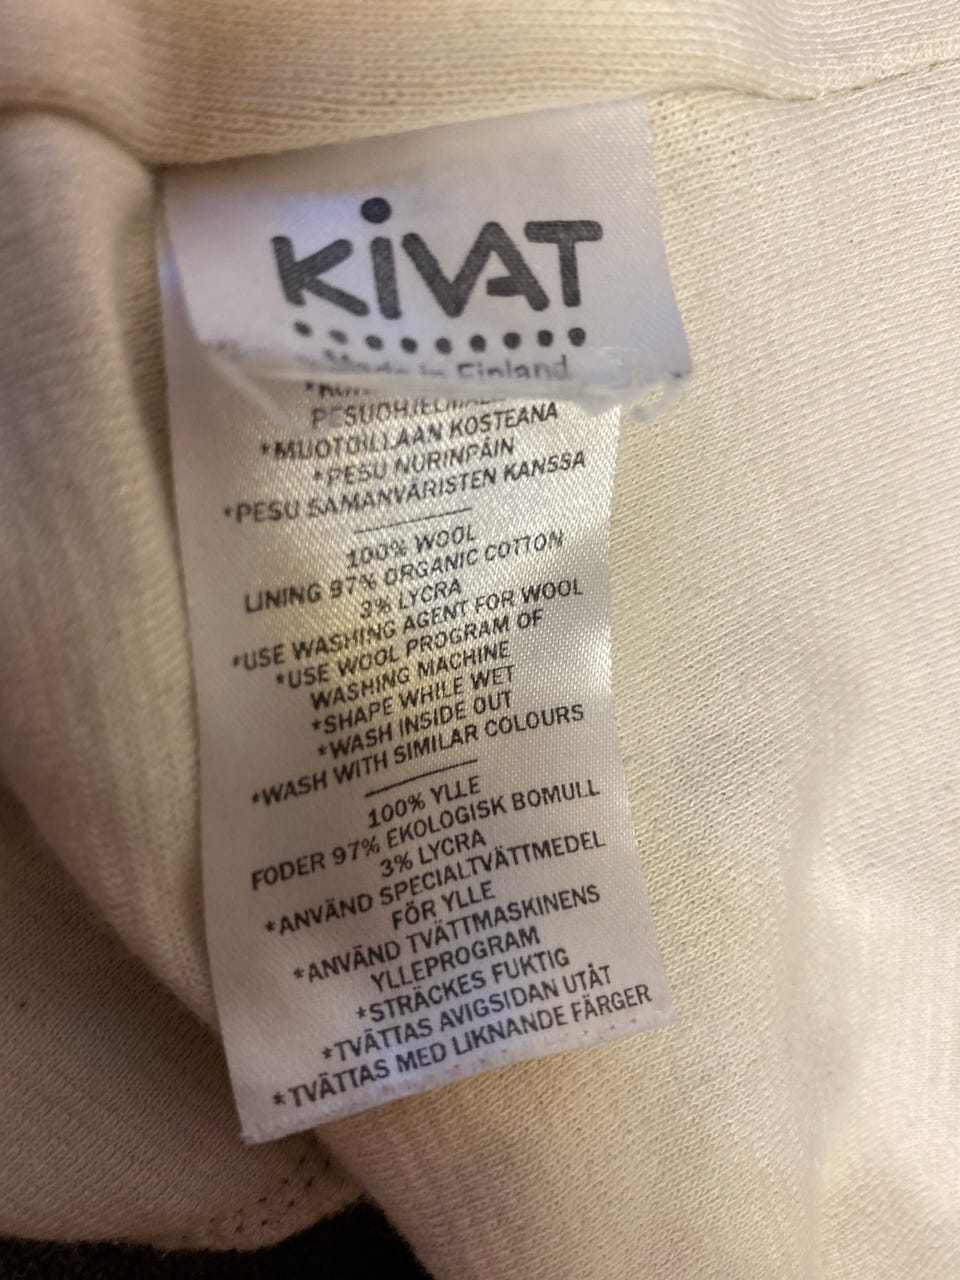 KIVAT
Made in Finland
PESUOHJELMALLA
*MUOTOILLAAN KOSTEANA
*PESU NURINPÄIN
*PESU SAMANVÄRISTEN KANSSA
100% WOOL
LINING 97% ORGANIC COTTON
3% LYCRA
*USE WASHING AGENT FOR WOOL
*USE WOOL PROGRAM OF
WASHING MACHINE
*SHAPE WHILE WET
*WASH INSIDE OUT
*WASH WITH SIMILAR COLOURS
100% YLLE
FODER 97% EKOLOGISK BOMULL
3% LYCRA
*ANVÄND SPECIALTVÄTTMEDEL
FÖR YLLE
*ANVÄND TVÄTTMASKINENS
YLLEPROGRAM
*STRÄCKES FUKTIG
*TVÄTTAS AVIGSIDAN UTÅT
*TVÄTTAS MED LIKNANDE FÄRGER